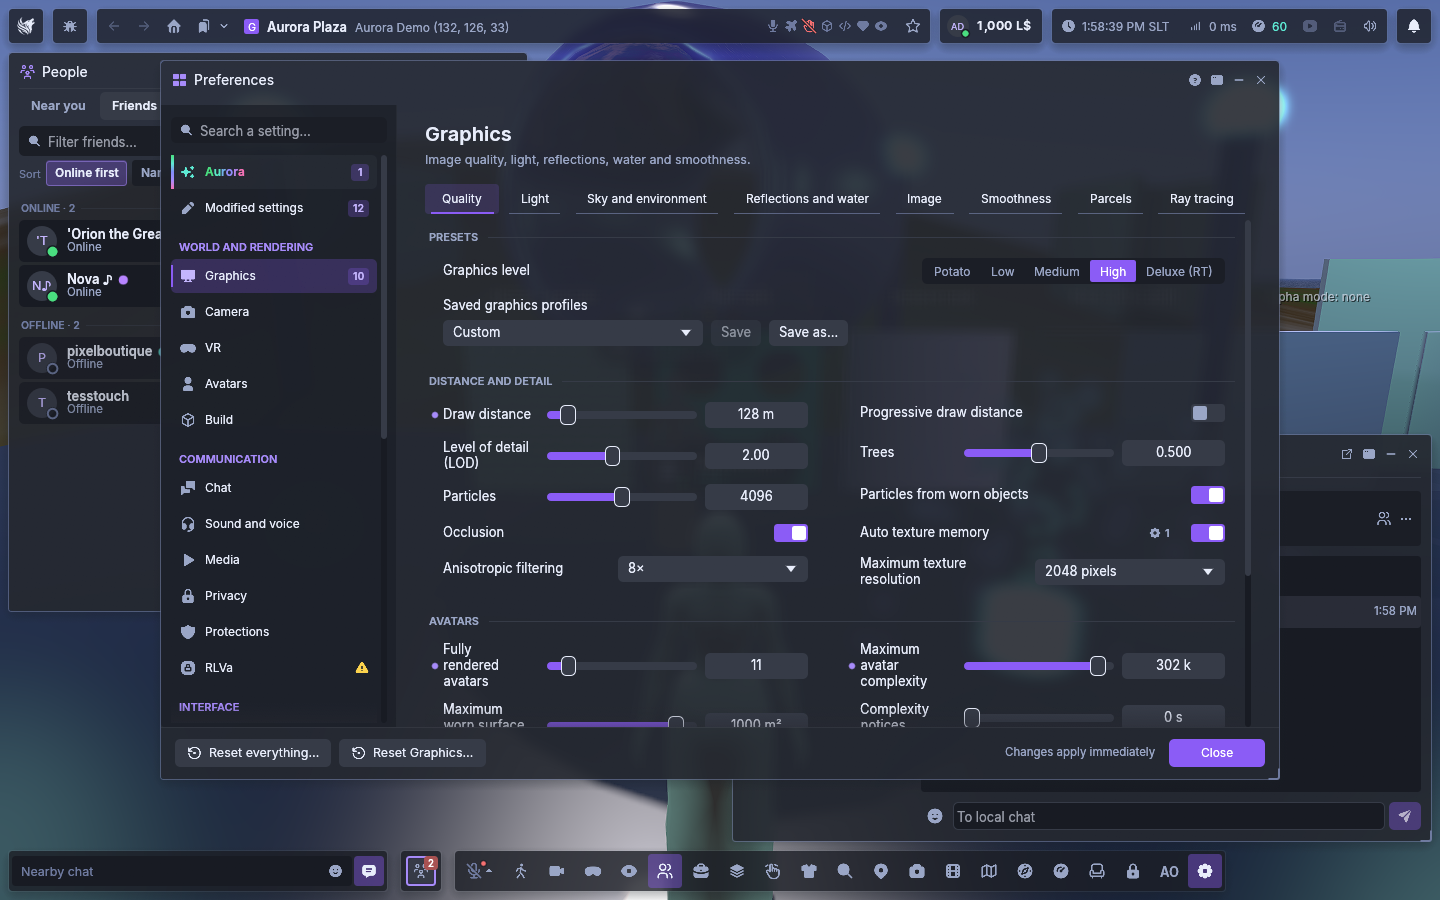 Aurora Plaza Aurora Demo (132, 126, 33)
AD 1,000 L$
1:58:39 PM SLT 0 ms 60
People
Near you Friends
Filter friends...
Sort Online first
ONLINE · 2
'T
Online
N♪ Nova ♪
Online
OFFLINE · 2
P pixelboutique
Offline
T tesstouch
Offline
Preferences
Search a setting...
Aurora 1
Modified settings 12
WORLD AND RENDERING
Graphics 10
Camera
VR
Avatars
Build
COMMUNICATION
Chat
Sound and voice
Media
Privacy
Protections
RLVa
INTERFACE
Graphics
Image quality, light, reflections, water and smoothness.
Quality Light Sky and environment Reflections and water Image Smoothness Parcels Ray tracing
PRESETS
Graphics level Potato Low Medium High Deluxe (RT)
Saved graphics profiles
Custom Save Save as...
DISTANCE AND DETAIL
Draw distance 128 m
Progressive draw distance
Level of detail
(LOD) 2.00
Trees 0.500
Particles 4096
Particles from worn objects
Occlusion
Auto texture memory 1
Anisotropic filtering 8×
Maximum texture
resolution 2048 pixels
AVATARS
Fully
rendered
avatars 11
Maximum
avatar
complexity 302 k
Maximum
worn surface 1000 m²
Complexity
notices 0 s
Reset everything... Reset Graphics... Changes apply immediately Close
pha mode: none
1:58 PM
To local chat
Nearby chat
2
AO